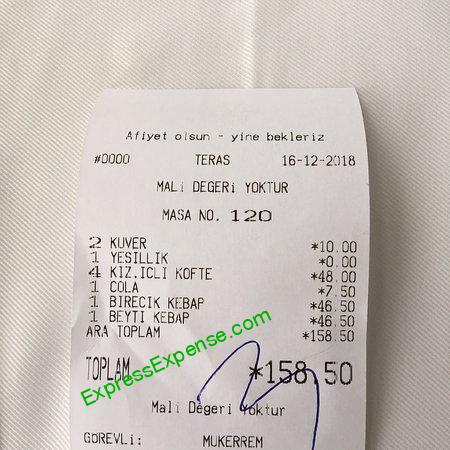 Afiyet olsun - yine bekleriz
#0000 TERAS 16-12-2018
MALİ DEGERİ YOKTUR
MASA NO. 120
2 KUVER *10.00
1 YESILLIK *0.00
4 KIZ.ICLI KOFTE *48.00
1 COLA *7.50
1 BIRECIK KEBAP *46.50
1 BEYTI KEBAP *46.50
ARA TOPLAM *158.50
TOPLAM *158.50
ExpressExpense.com
Mali Degeri Yoktur
GÖREVLİ: MUKERREM